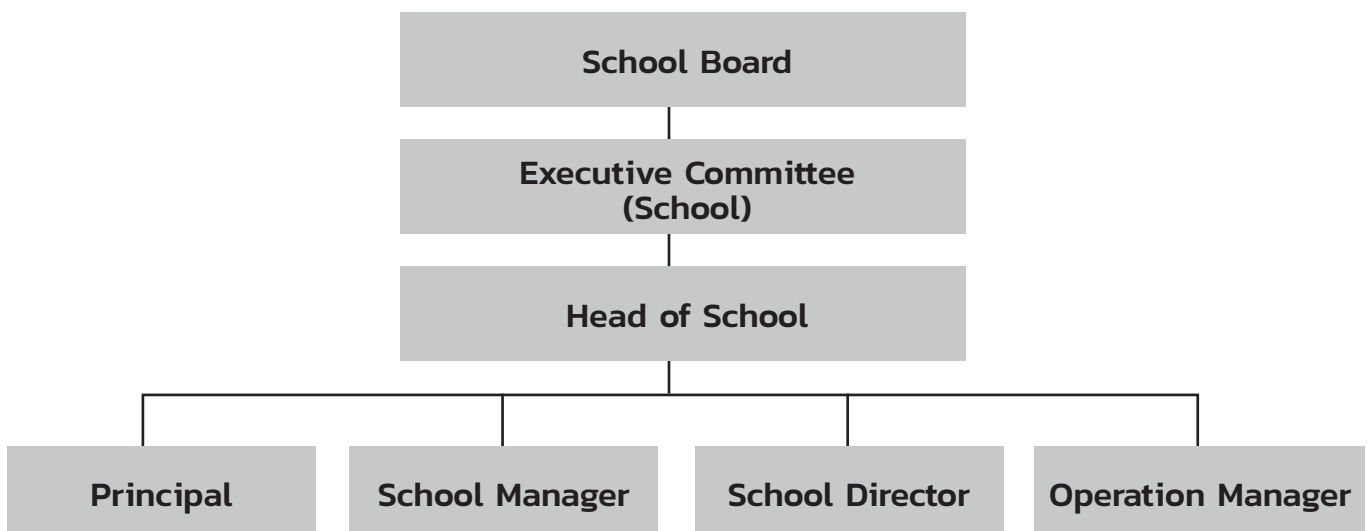 School Board
Executive Committee
(School)
Head of School
Principal
School Manager
School Director
Operation Manager